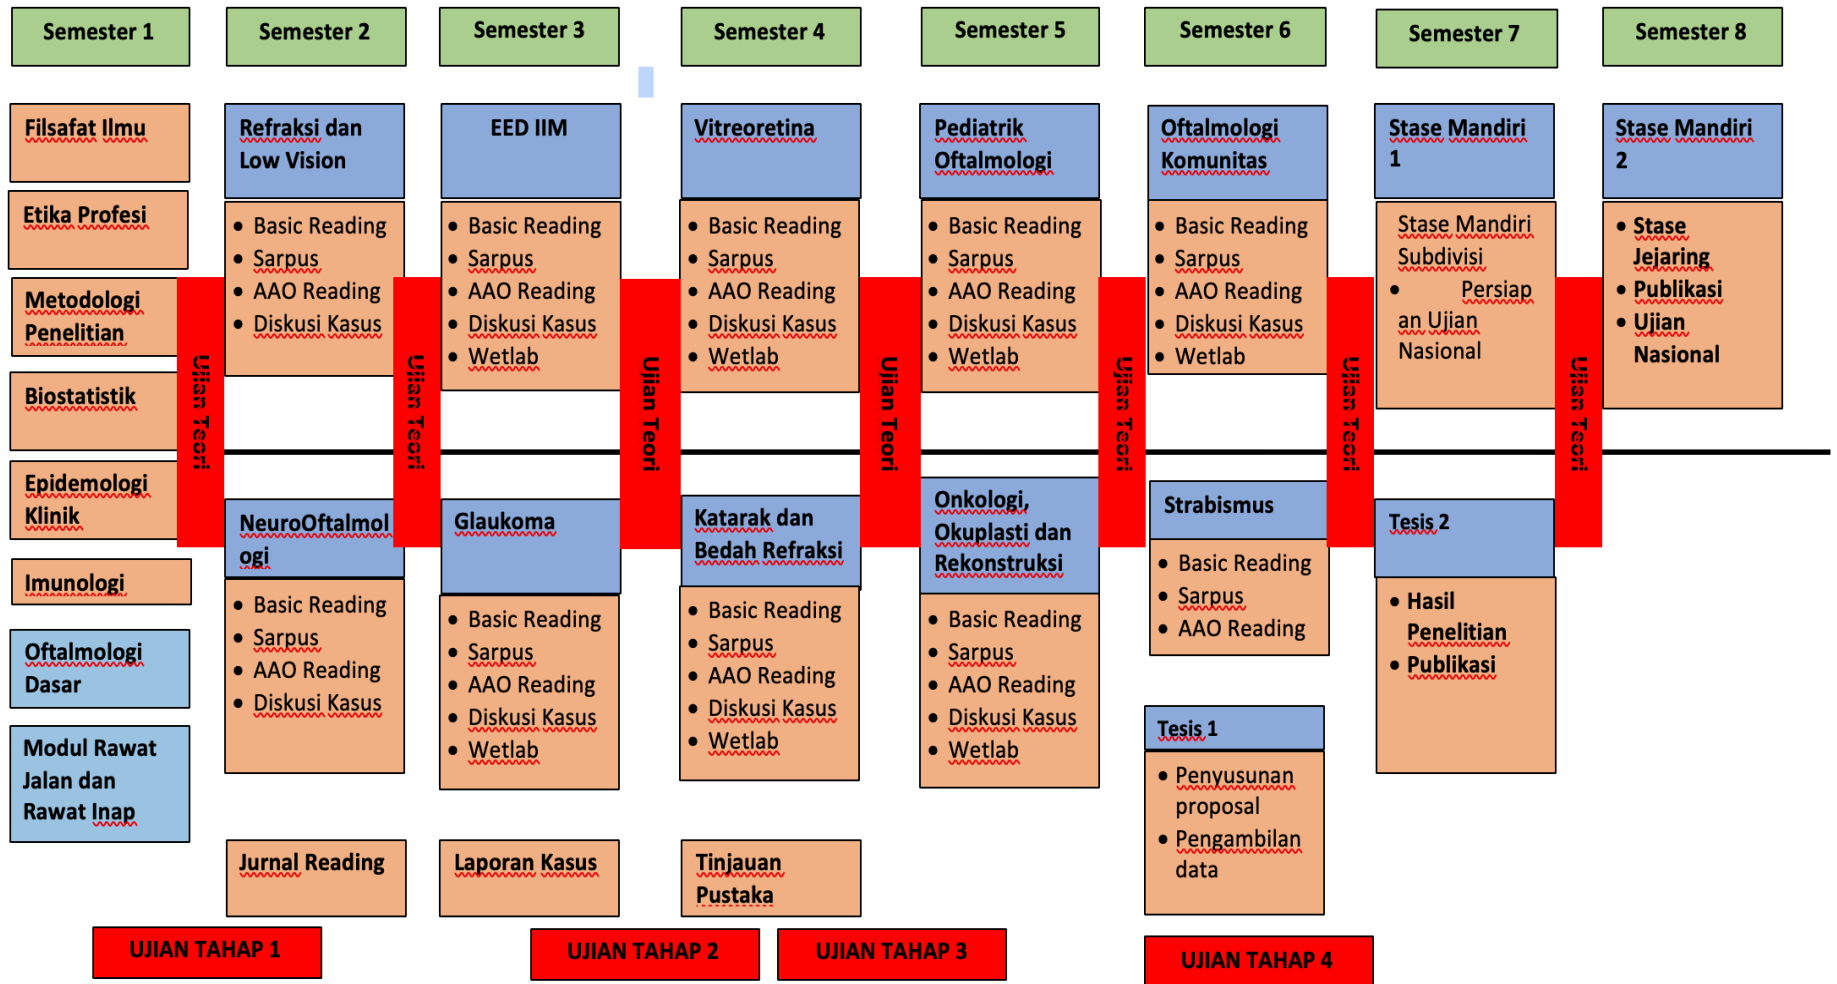 Semester 1
Semester 2
Semester 3
Semester 4
Semester 5
Semester 6
Semester 7
Semester 8
Filsafat Ilmu
Etika Profesi
Metodologi
Penelitian
Biostatistik
Epidemologi
Klinik
Imunologi
Oftalmologi
Dasar
Modul Rawat
Jalan dan
Rawat Inap
Ujian Teori
Refraksi dan
Low Vision
• Basic Reading
• Sarpus
• AAO Reading
• Diskusi Kasus
NeuroOftalmol
ogi
• Basic Reading
• Sarpus
• AAO Reading
• Diskusi Kasus
Jurnal Reading
Ujian Teori
EED IIM
• Basic Reading
• Sarpus
• AAO Reading
• Diskusi Kasus
• Wetlab
Glaukoma
• Basic Reading
• Sarpus
• AAO Reading
• Diskusi Kasus
• Wetlab
Laporan Kasus
Ujian Teori
Vitreoretina
• Basic Reading
• Sarpus
• AAO Reading
• Diskusi Kasus
• Wetlab
Katarak dan
Bedah Refraksi
• Basic Reading
• Sarpus
• AAO Reading
• Diskusi Kasus
• Wetlab
Tinjauan
Pustaka
Ujian Teori
Pediatrik
Oftalmologi
• Basic Reading
• Sarpus
• AAO Reading
• Diskusi Kasus
• Wetlab
Onkologi,
Okuplasti dan
Rekonstruksi
• Basic Reading
• Sarpus
• AAO Reading
• Diskusi Kasus
• Wetlab
Ujian Teori
Oftalmologi
Komunitas
• Basic Reading
• Sarpus
• AAO Reading
• Diskusi Kasus
• Wetlab
Strabismus
• Basic Reading
• Sarpus
• AAO Reading
Tesis 1
• Penyusunan
proposal
• Pengambilan
data
Ujian Teori
Stase Mandiri
1
Stase Mandiri
Subdivisi
• Persiap
an Ujian
Nasional
Tesis 2
• Hasil
Penelitian
• Publikasi
Ujian Teori
Stase Mandiri
2
• Stase
Jejaring
• Publikasi
• Ujian
Nasional
UJIAN TAHAP 1
UJIAN TAHAP 2
UJIAN TAHAP 3
UJIAN TAHAP 4